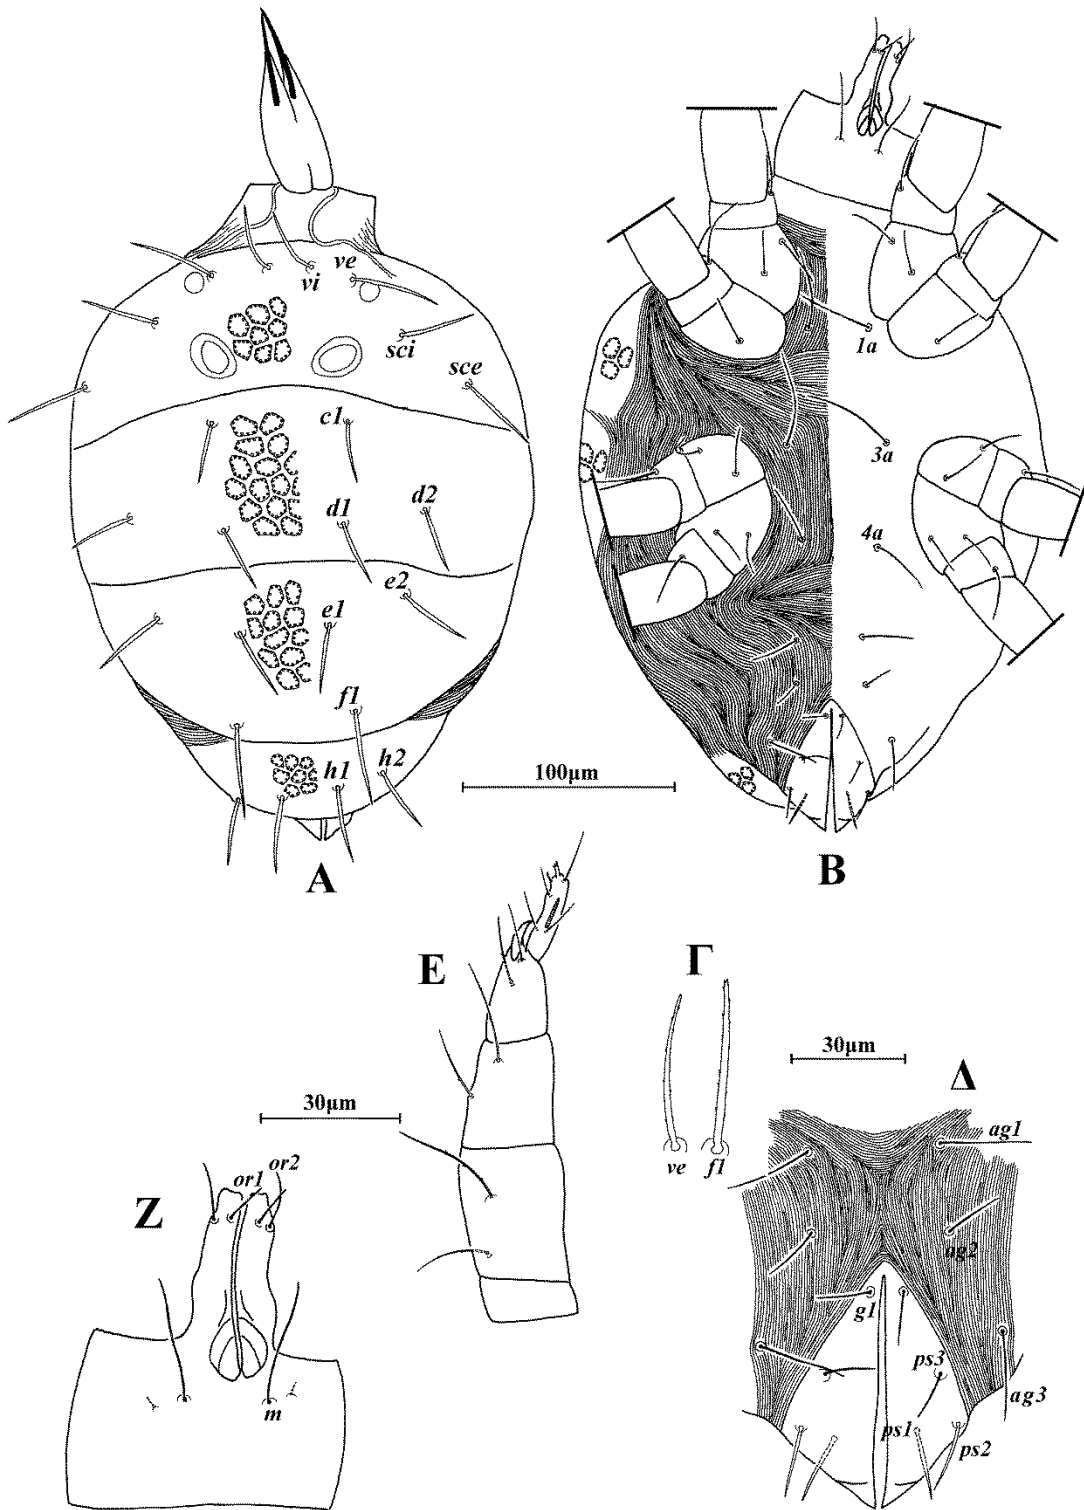 ve
vi
sci
sce
c1
d1
d2
e2
e1
f1
h1
h2
A
100μm
1a
3a
4a
B
E
Γ
ve
f1
30μm
Δ
ag1
ag2
g1
ps3
ag3
ps1
ps2
30μm
Z
or1
or2
m